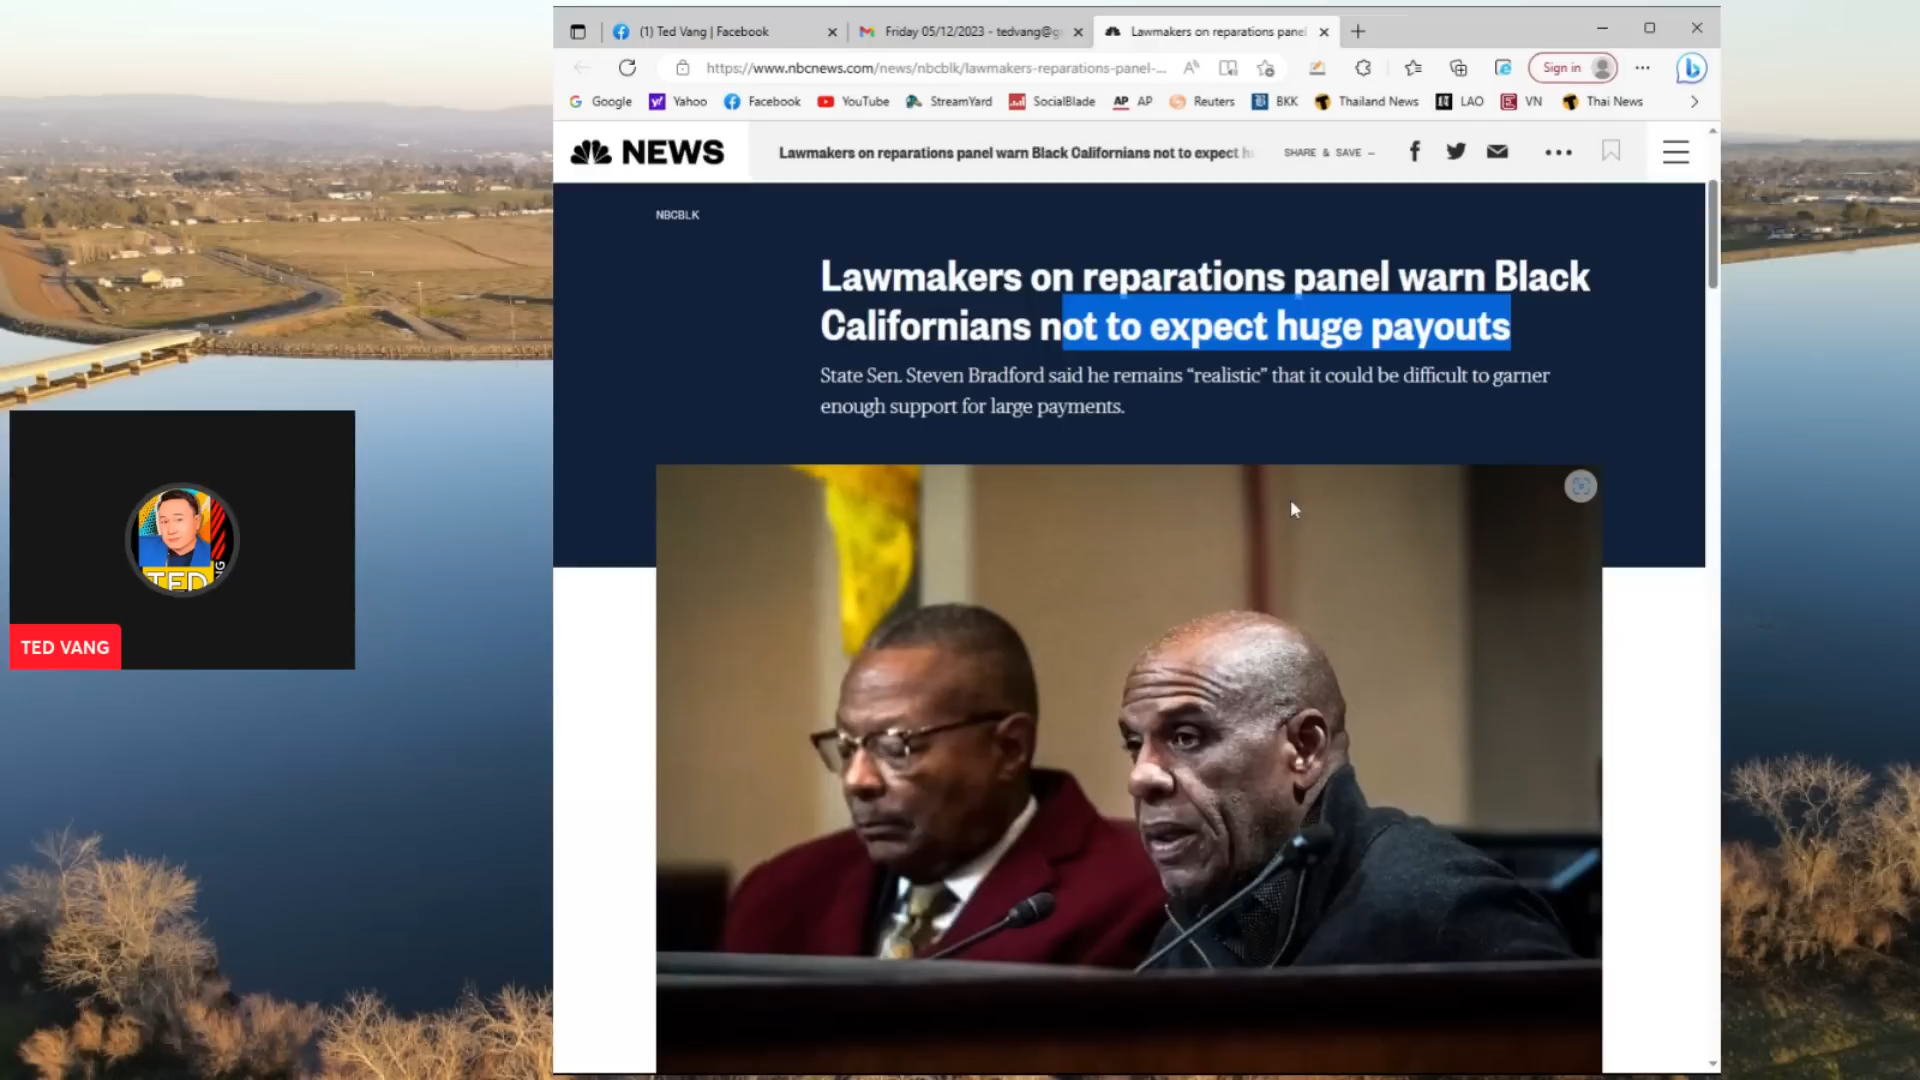 (1) Ted Vang | Facebook
Friday 05/12/2023 - tedvang@g
Lawmakers on reparations panel
https://www.nbcnews.com/news/nbcblk/lawmakers-reparations-panel-...
Sign in
Google
Yahoo
Facebook
YouTube
StreamYard
SocialBlade
AP AP
Reuters
BKK
Thailand News
LAO
VN
Thai News
NEWS
Lawmakers on reparations panel warn Black Californians not to expect
SHARE & SAVE —
NBCBLK
Lawmakers on reparations panel warn Black
Californians not to expect huge payouts
State Sen. Steven Bradford said he remains “realistic” that it could be difficult to garner
enough support for large payments.
TED
TED VANG